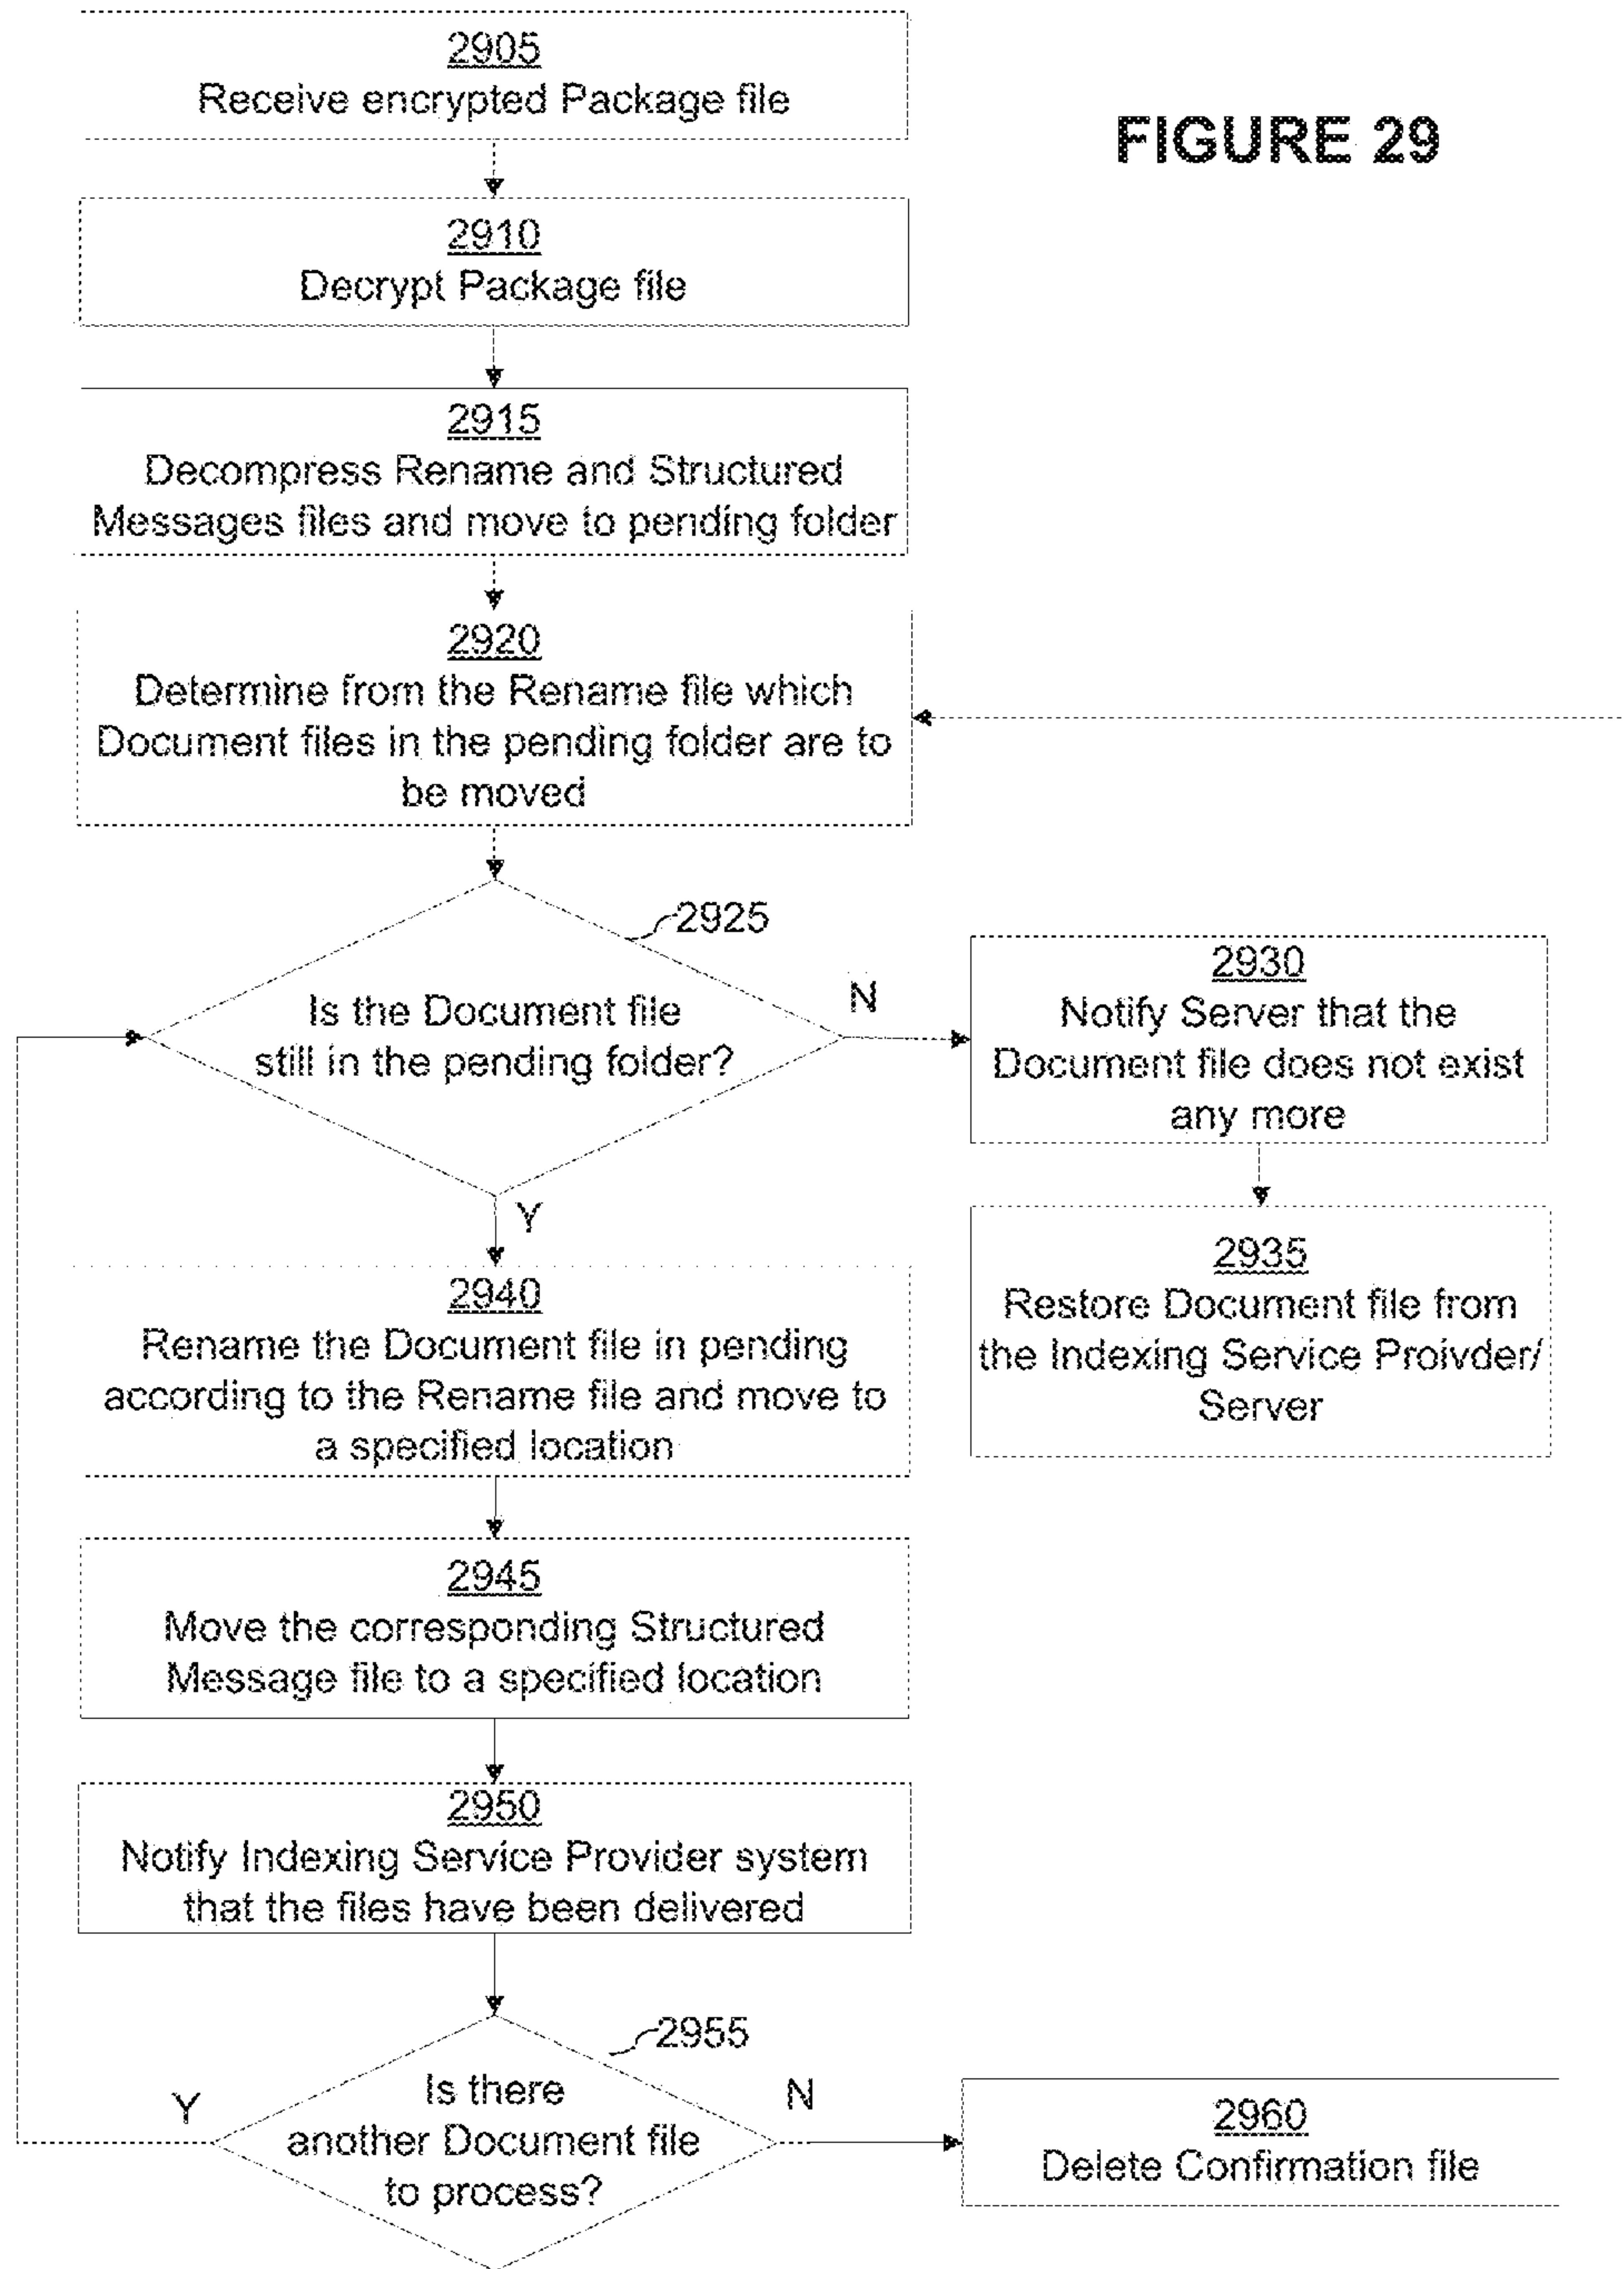 FIGURE 29
2905
Receive encrypted Package file
2910
Decrypt Package file
2915
Decompress Rename and Structured
Messages files and move to pending folder
2920
Determine from the Rename file which
Document files in the pending folder are to
be moved
2925
Is the Document file
still in the pending folder?
N
Y
2930
Notify Server that the
Document file does not exist
any more
2935
Restore Document file from
the Indexing Service Proivder/
Server
2940
Rename the Document file in pending
according to the Rename file and move to
a specified location
2945
Move the corresponding Structured
Message file to a specified location
2950
Notify Indexing Service Provider system
that the files have been delivered
2955
Is there
another Document file
to process?
Y
N
2960
Delete Confirmation file